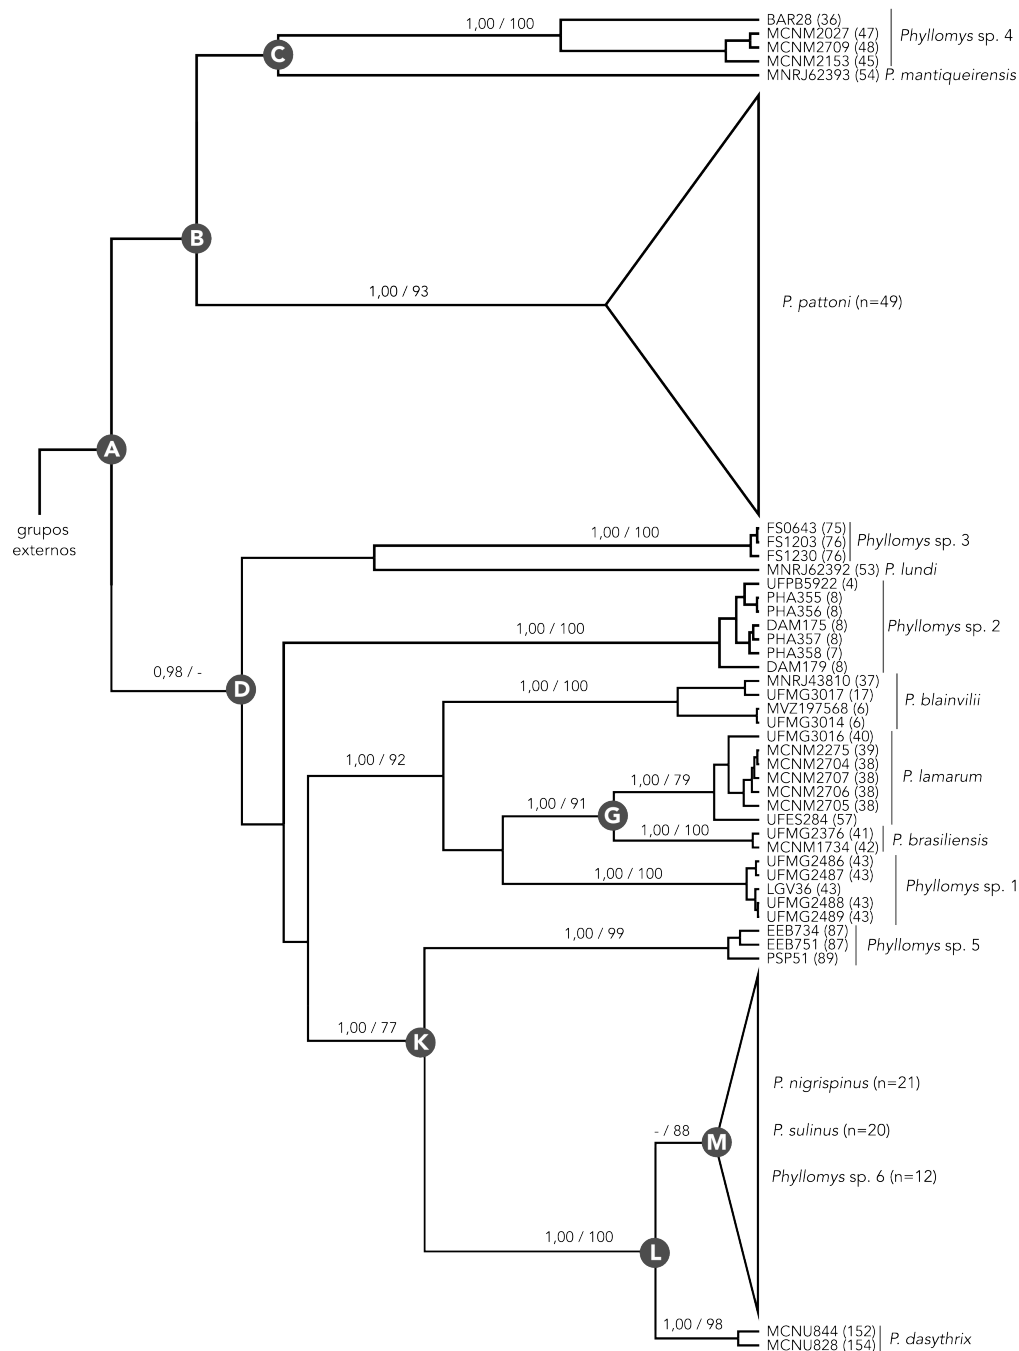 1,00 / 100
BAR28 (36)
MCNM2027 (47)
MCNM2709 (48)
MCNM2153 (45)
Phyllomys sp. 4
C
MNRJ62393 (54) P. mantiqueirensis
B
1,00 / 93
P. pattoni (n=49)
A
grupos
externos
1,00 / 100
FS0643 (75)
FS1203 (76)
FS1230 (76)
Phyllomys sp. 3
MNRJ62392 (53) P. lundi
UFPB5922 (4)
PHA355 (8)
PHA356 (8)
DAM175 (8)
PHA357 (8)
PHA358 (7)
DAM179 (8)
Phyllomys sp. 2
1,00 / 100
0,98 / -
D
1,00 / 100
MNRJ43810 (37)
UFMG3017 (17)
MVZ197568 (6)
UFMG3014 (6)
P. blainvilii
1,00 / 92
UFMG3016 (40)
MCNM2275 (39)
MCNM2704 (38)
MCNM2707 (38)
MCNM2706 (38)
MCNM2705 (38)
UFES284 (57)
P. lamarum
1,00 / 79
1,00 / 91
G
1,00 / 100
UFMG2376 (41)
MCNM1734 (42)
P. brasiliensis
1,00 / 100
UFMG2486 (43)
UFMG2487 (43)
LGV36 (43)
UFMG2488 (43)
UFMG2489 (43)
Phyllomys sp. 1
1,00 / 99
EEB734 (87)
EEB751 (87)
PSP51 (89)
Phyllomys sp. 5
1,00 / 77
K
P. nigrispinus (n=21)
- / 88
M
P. sulinus (n=20)
Phyllomys sp. 6 (n=12)
1,00 / 100
L
1,00 / 98
MCNU844 (152)
MCNU828 (154)
P. dasythrix